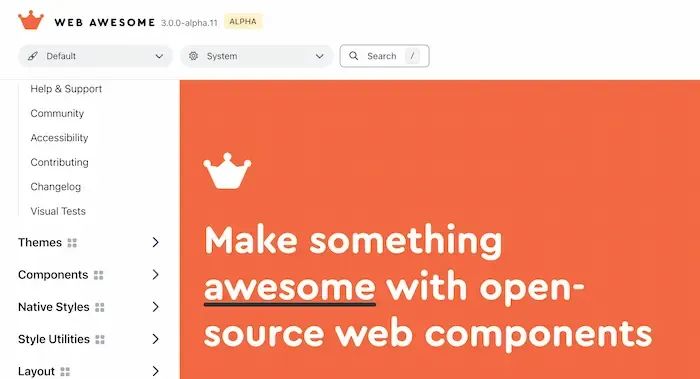 WEB AWESOME 3.0.0-alpha.11 ALPHA
Default System Search /
Help & Support
Community
Accessibility
Contributing
Changelog
Visual Tests
Themes
Components
Native Styles
Style Utilities
Layout
Make something
awesome with open-
source web components